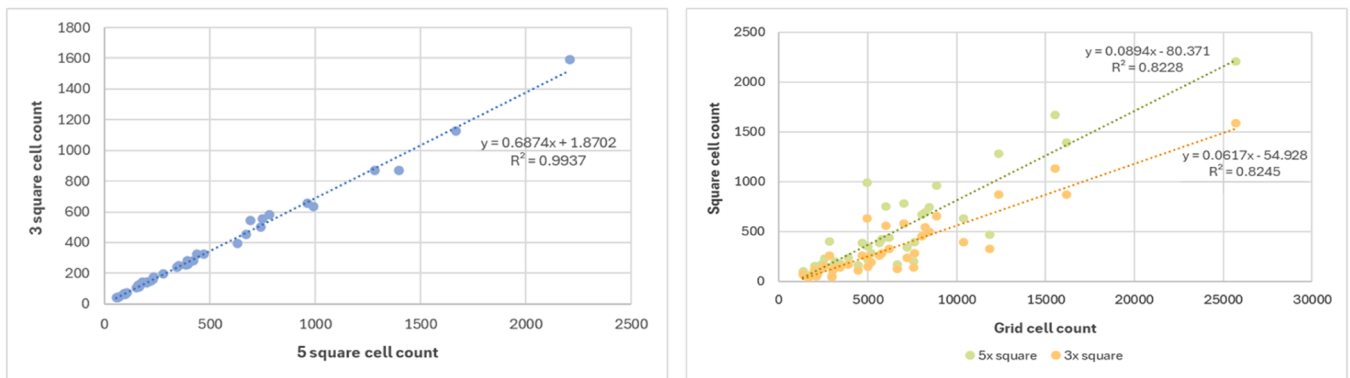 1800
1600
1400
1200
1000
800
600
400
200
0
3 square cell count
y = 0.6874x + 1.8702
R² = 0.9937
0 500 1000 1500 2000 2500
5 square cell count
2500
2000
1500
1000
500
0
Square cell count
y = 0.0894x - 80.371
R² = 0.8228
y = 0.0617x - 54.928
R² = 0.8245
0 5000 10000 15000 20000 25000 30000
Grid cell count
5x square 3x square